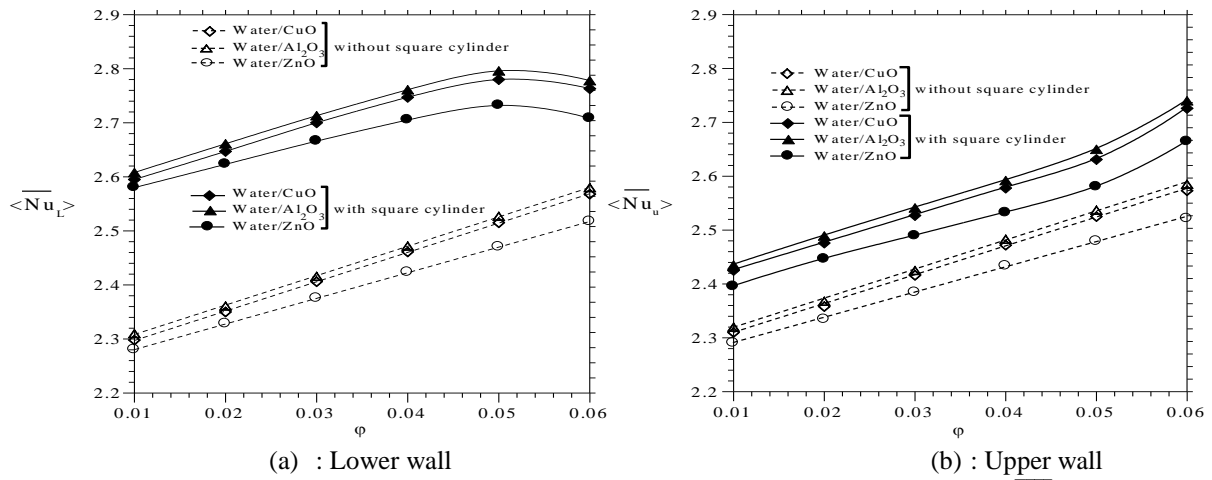 2.9
2.8
2.7
2.6
2.5
2.4
2.3
2.2
<Nu_L>
Water/CuO
Water/Al₂O₃ without square cylinder
Water/ZnO
Water/CuO
Water/Al₂O₃ with square cylinder
Water/ZnO
0.01 0.02 0.03 0.04 0.05 0.06
φ
(a) : Lower wall
2.9
2.8
2.7
2.6
2.5
2.4
2.3
2.2
<Nu_u>
Water/CuO
Water/Al₂O₃ without square cylinder
Water/ZnO
Water/CuO
Water/Al₂O₃ with square cylinder
Water/ZnO
0.01 0.02 0.03 0.04 0.05 0.06
φ
(b) : Upper wall